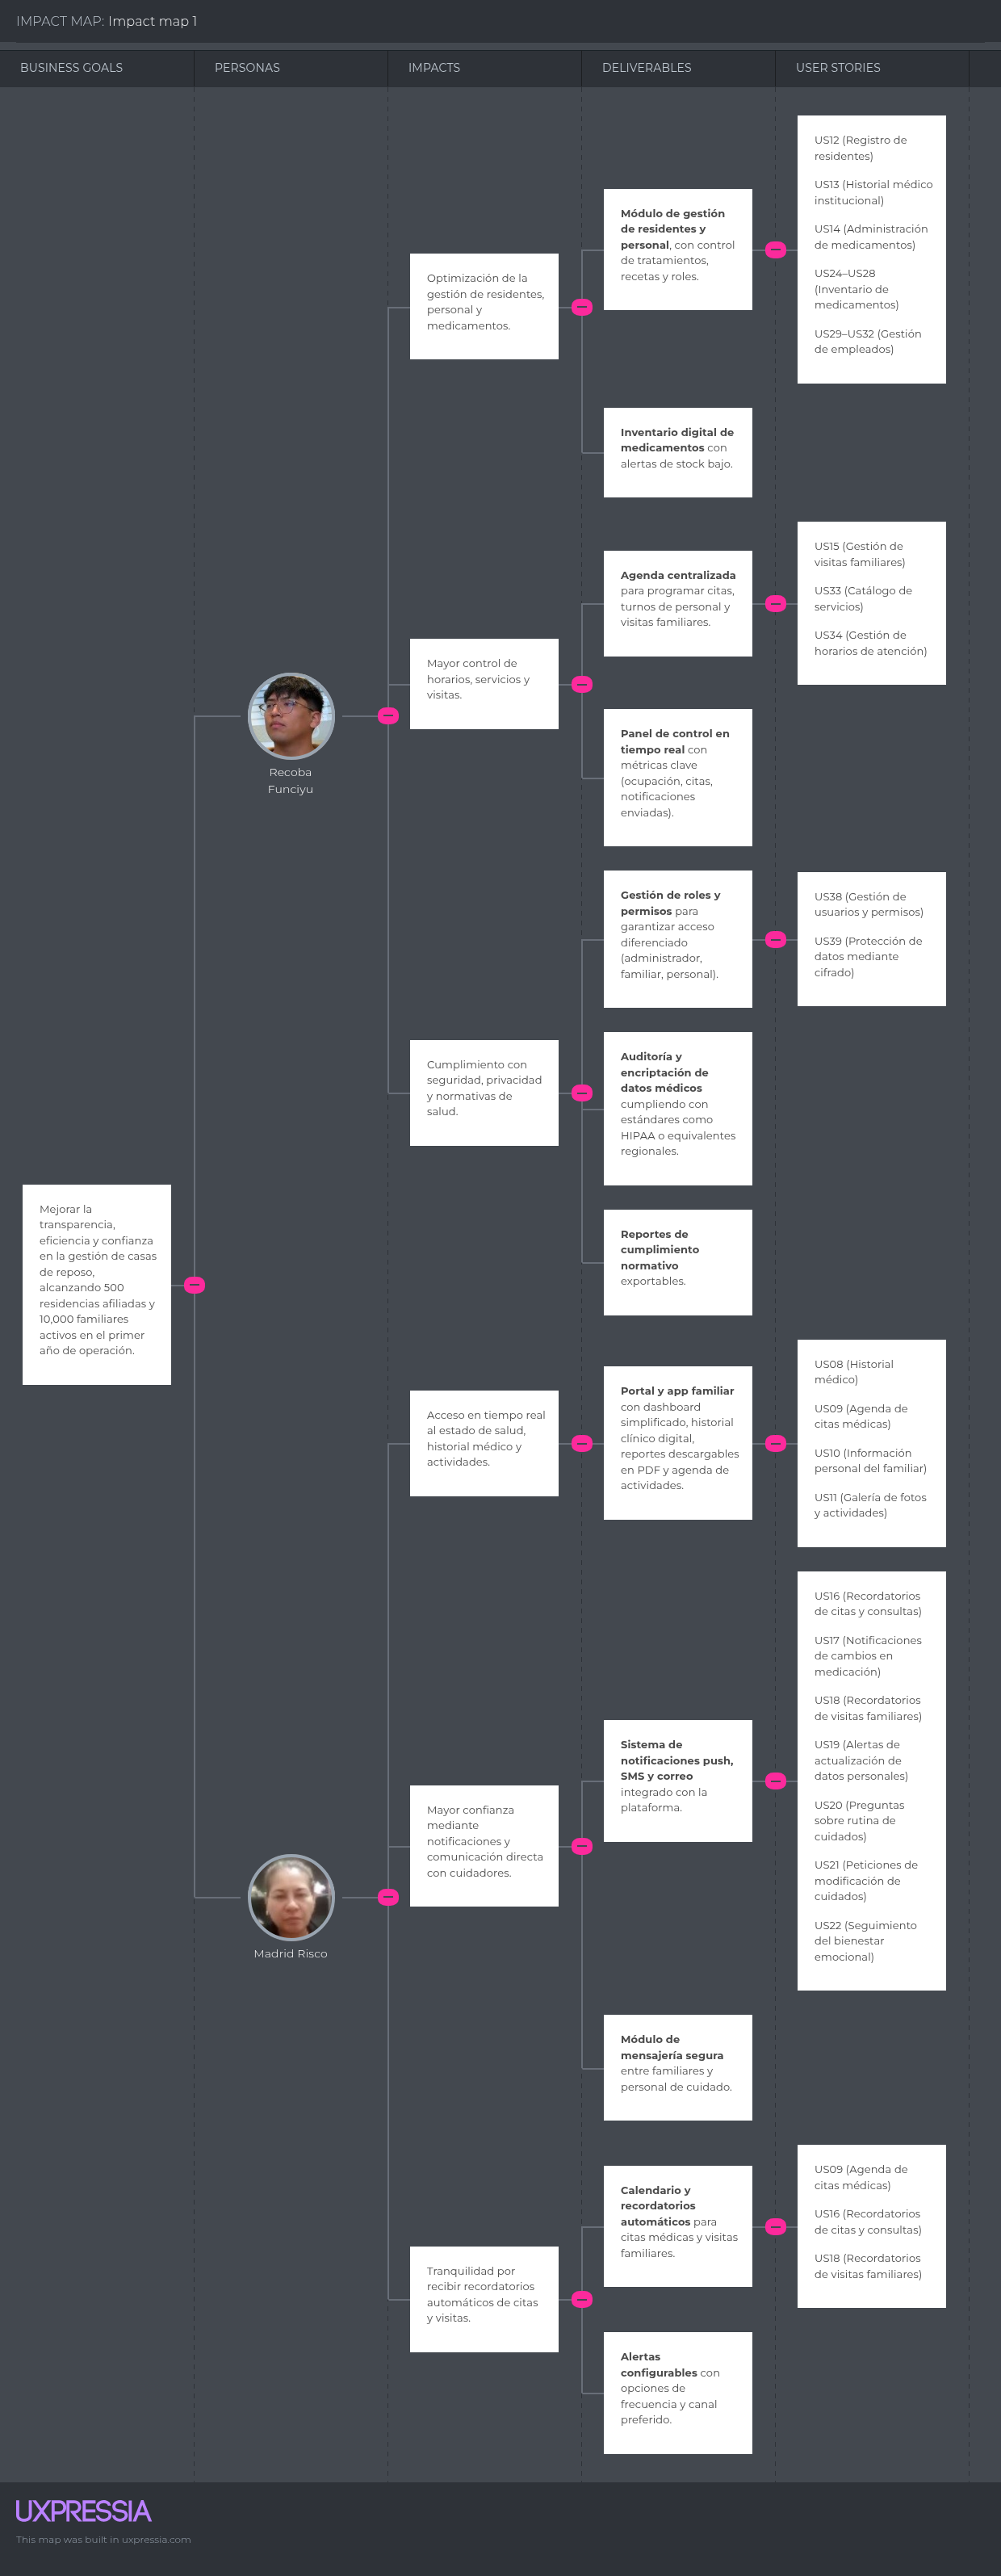 IMPACT MAP: Impact map 1
BUSINESS GOALS
PERSONAS
IMPACTS
DELIVERABLES
USER STORIES
Mejorar la
transparencia,
eficiencia y confianza
en la gestión de casas
de reposo,
alcanzando 500
residencias afiliadas y
10,000 familiares
activos en el primer
año de operación.
Recoba
Funciyu
Optimización de la
gestión de residentes,
personal y
medicamentos.
Módulo de gestión
de residentes y
personal, con control
de tratamientos,
recetas y roles.
US12 (Registro de
residentes)
US13 (Historial médico
institucional)
US14 (Administración
de medicamentos)
US24–US28
(Inventario de
medicamentos)
US29–US32 (Gestión
de empleados)
Inventario digital de
medicamentos con
alertas de stock bajo.
Mayor control de
horarios, servicios y
visitas.
Agenda centralizada
para programar citas,
turnos de personal y
visitas familiares.
US15 (Gestión de
visitas familiares)
US33 (Catálogo de
servicios)
US34 (Gestión de
horarios de atención)
Panel de control en
tiempo real con
métricas clave
(ocupación, citas,
notificaciones
enviadas).
Cumplimiento con
seguridad, privacidad
y normativas de
salud.
Gestión de roles y
permisos para
garantizar acceso
diferenciado
(administrador,
familiar, personal).
US38 (Gestión de
usuarios y permisos)
US39 (Protección de
datos mediante
cifrado)
Auditoría y
encriptación de
datos médicos
cumpliendo con
estándares como
HIPAA o equivalentes
regionales.
Reportes de
cumplimiento
normativo
exportables.
Madrid Risco
Acceso en tiempo real
al estado de salud,
historial médico y
actividades.
Portal y app familiar
con dashboard
simplificado, historial
clínico digital,
reportes descargables
en PDF y agenda de
actividades.
US08 (Historial
médico)
US09 (Agenda de
citas médicas)
US10 (Información
personal del familiar)
US11 (Galería de fotos
y actividades)
Mayor confianza
mediante
notificaciones y
comunicación directa
con cuidadores.
Sistema de
notificaciones push,
SMS y correo
integrado con la
plataforma.
US16 (Recordatorios
de citas y consultas)
US17 (Notificaciones
de cambios en
medicación)
US18 (Recordatorios
de visitas familiares)
US19 (Alertas de
actualización de
datos personales)
US20 (Preguntas
sobre rutina de
cuidados)
US21 (Peticiones de
modificación de
cuidados)
US22 (Seguimiento
del bienestar
emocional)
Módulo de
mensajería segura
entre familiares y
personal de cuidado.
Tranquilidad por
recibir recordatorios
automáticos de citas
y visitas.
Calendario y
recordatorios
automáticos para
citas médicas y visitas
familiares.
US09 (Agenda de
citas médicas)
US16 (Recordatorios
de citas y consultas)
US18 (Recordatorios
de visitas familiares)
Alertas
configurables con
opciones de
frecuencia y canal
preferido.
UXPRESSIA
This map was built in uxpressia.com